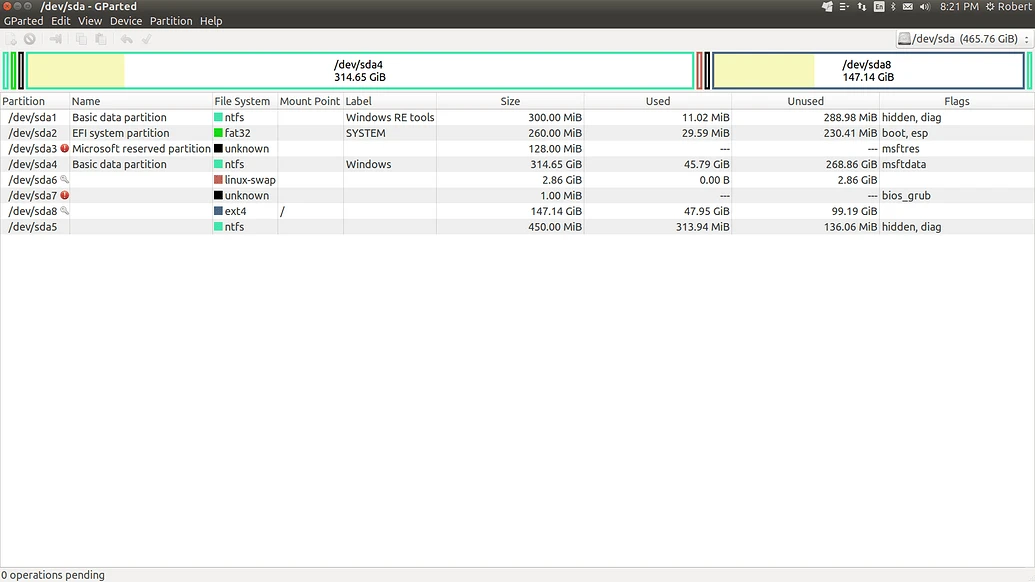 /dev/sda - GParted
En 8:21 PM Robert
GParted Edit View Device Partition Help
/dev/sda (465.76 GiB)
/dev/sda4
314.65 GiB
/dev/sda8
147.14 GiB
Partition Name File System Mount Point Label Size Used Unused Flags
/dev/sda1 Basic data partition ntfs Windows RE tools 300.00 MiB 11.02 MiB 288.98 MiB hidden, diag
/dev/sda2 EFI system partition fat32 SYSTEM 260.00 MiB 29.59 MiB 230.41 MiB boot, esp
/dev/sda3 Microsoft reserved partition unknown 128.00 MiB --- --- msftres
/dev/sda4 Basic data partition ntfs Windows 314.65 GiB 45.79 GiB 268.86 GiB msftdata
/dev/sda6 linux-swap 2.86 GiB 0.00 B 2.86 GiB
/dev/sda7 unknown 1.00 MiB --- --- bios_grub
/dev/sda8 ext4 / 147.14 GiB 47.95 GiB 99.19 GiB
/dev/sda5 ntfs 450.00 MiB 313.94 MiB 136.06 MiB hidden, diag
0 operations pending